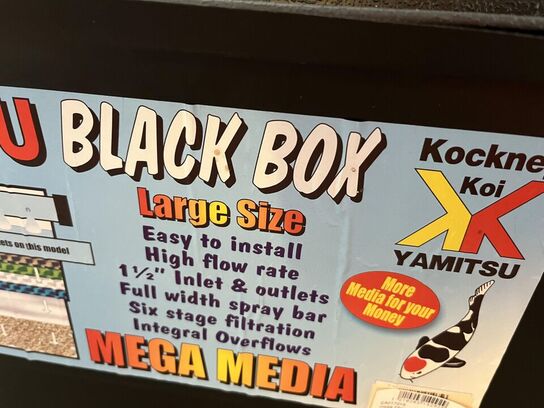 U BLACK BOX
Large Size
Easy to install
High flow rate
1½" Inlet & outlets
Full width spray bar
Six stage filtration
Integral Overflows
MEGA MEDIA
Kockney
Koi
YAMITSU
More
Media for your
Money
ets on this model